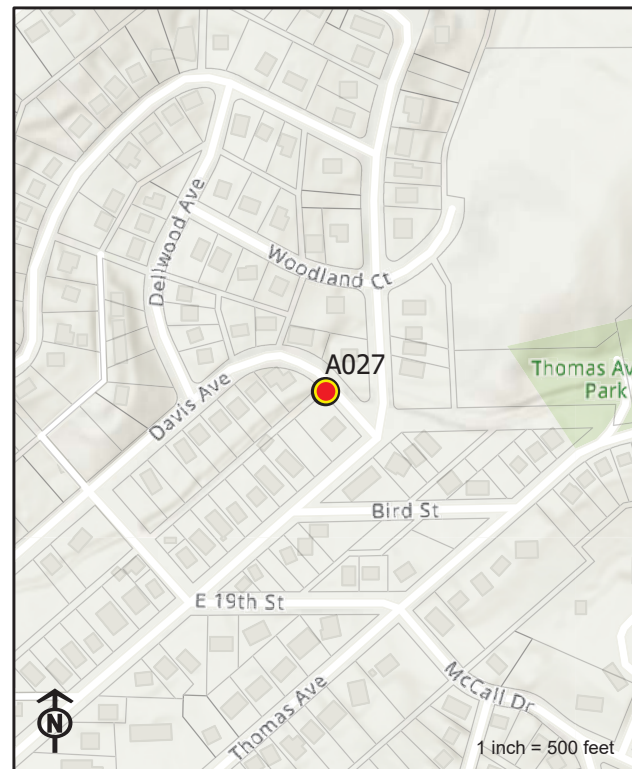 Dellwood Ave
Woodland Ct
Thomas Av
Park
A027
Davis Ave
Bird St
E 19th St
McCall Dr
Thomas Ave
N
1 inch = 500 feet